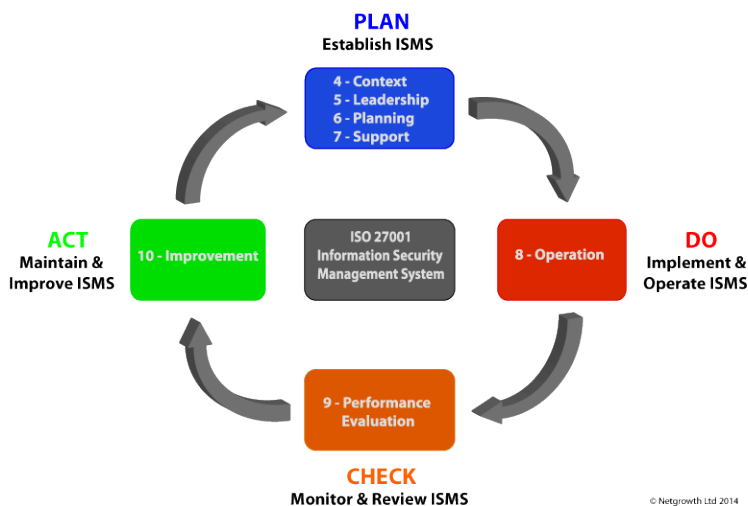 PLAN
Establish ISMS
4 - Context
5 - Leadership
6 - Planning
7 - Support
ACT
Maintain &
Improve ISMS
10 - Improvement
ISO 27001
Information Security
Management System
8 - Operation
DO
Implement &
Operate ISMS
9 - Performance
Evaluation
CHECK
Monitor & Review ISMS
© Netgrowth Ltd 2014